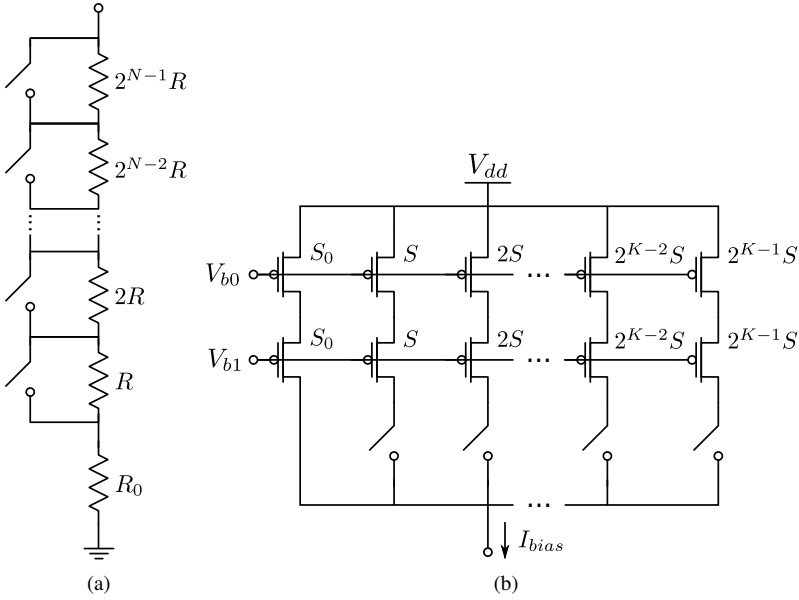 $2^{N-1}R$
$2^{N-2}R$
⋮ ⋮
$2R$
$R$
$R_0$
(a)
$V_{dd}$
$S_0$ $S$ $2S$ $2^{K-2}S$ $2^{K-1}S$
$V_{b0}$ ...
$S_0$ $S$ $2S$ $2^{K-2}S$ $2^{K-1}S$
$V_{b1}$ ...
...
$I_{bias}$
(b)